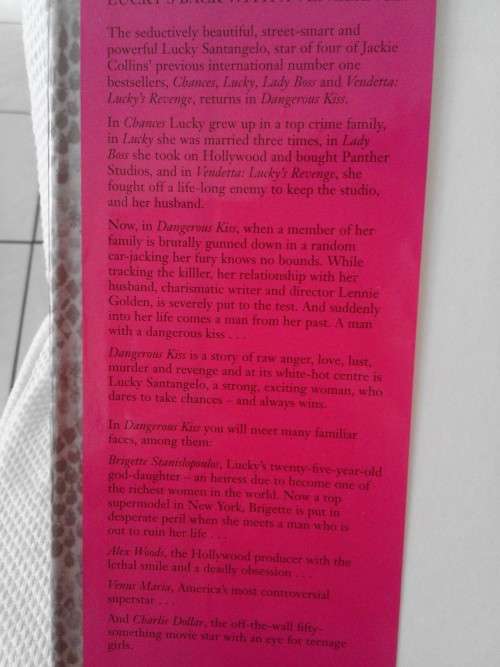 LUCKY'S BACK WITH A
The seductively beautiful, street-smart and
powerful Lucky Santangelo, star of four of Jackie
Collins' previous international number one
bestsellers, Chances, Lucky, Lady Boss and Vendetta:
Lucky's Revenge, returns in Dangerous Kiss.
In Chances Lucky grew up in a top crime family,
in Lucky she was married three times, in Lady
Boss she took on Hollywood and bought Panther
Studios, and in Vendetta: Lucky's Revenge, she
fought off a life-long enemy to keep the studio,
and her husband.
Now, in Dangerous Kiss, when a member of her
family is brutally gunned down in a random
car-jacking her fury knows no bounds. While
tracking the killler, her relationship with her
husband, charismatic writer and director Lennie
Golden, is severely put to the test. And suddenly
into her life comes a man from her past. A man
with a dangerous kiss . . .
Dangerous Kiss is a story of raw anger, love, lust,
murder and revenge and at its white-hot centre is
Lucky Santangelo, a strong, exciting woman, who
dares to take chances – and always wins.
In Dangerous Kiss you will meet many familiar
faces, among them:
Brigette Stanislopoulos, Lucky's twenty-five-year-old
god-daughter – an heiress due to become one of
the richest women in the world. Now a top
supermodel in New York, Brigette is put in
desperate peril when she meets a man who is
out to ruin her life . . .
Alex Woods, the Hollywood producer with the
lethal smile and a deadly obsession . . .
Venus Maria, America's most controversial
superstar . . .
And Charlie Dollar, the off-the-wall fifty-
something movie star with an eye for teenage
girls.